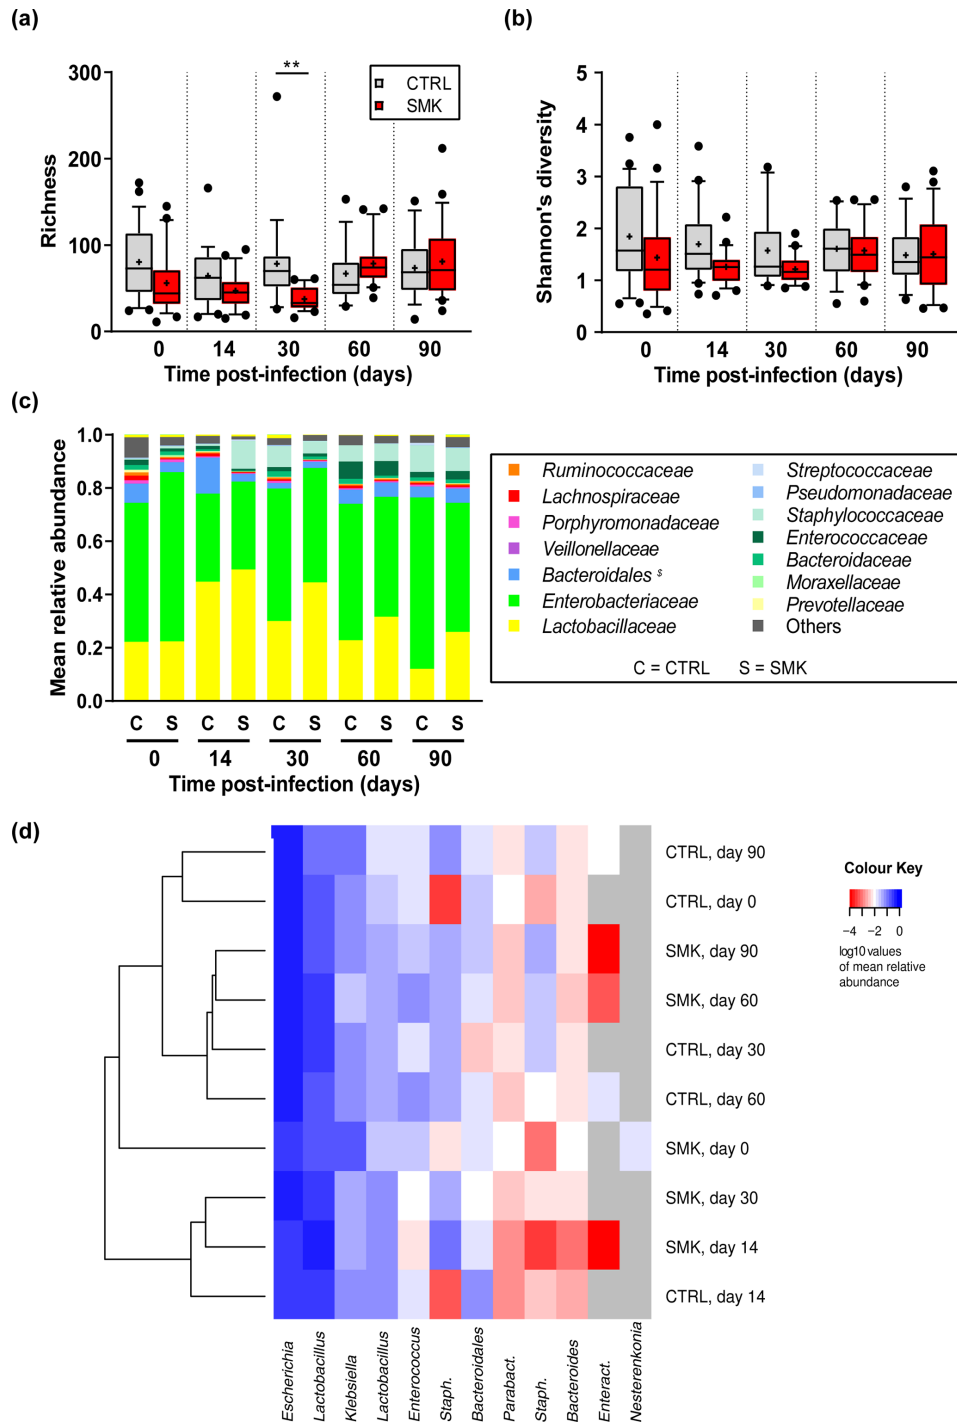 (a)
(b)
**
CTRL
SMK
Richness
300
200
100
0
0 14 30 60 90
Time post-infection (days)
Shannon's diversity
5
4
3
2
1
0
0 14 30 60 90
Time post-infection (days)
(c)
Mean relative abundance
1.0
0.8
0.6
0.4
0.2
0.0
C S C S C S C S C S
0 14 30 60 90
Time post-infection (days)
Ruminococcaceae
Lachnospiraceae
Porphyromonadaceae
Veillonellaceae
Bacteroidales $
Enterobacteriaceae
Lactobacillaceae
Streptococcaceae
Pseudomonadaceae
Staphylococcaceae
Enterococcaceae
Bacteroidaceae
Moraxellaceae
Prevotellaceae
Others
C = CTRL S = SMK
(d)
CTRL, day 90
CTRL, day 0
SMK, day 90
SMK, day 60
CTRL, day 30
CTRL, day 60
SMK, day 0
SMK, day 30
SMK, day 14
CTRL, day 14
Escherichia
Lactobacillus
Klebsiella
Lactobacillus
Enterococcus
Staph.
Bacteroidales
Parabact.
Staph.
Bacteroides
Enteract.
Nesterenkonia
Colour Key
−4 −2 0
log10 values
of mean relative
abundance